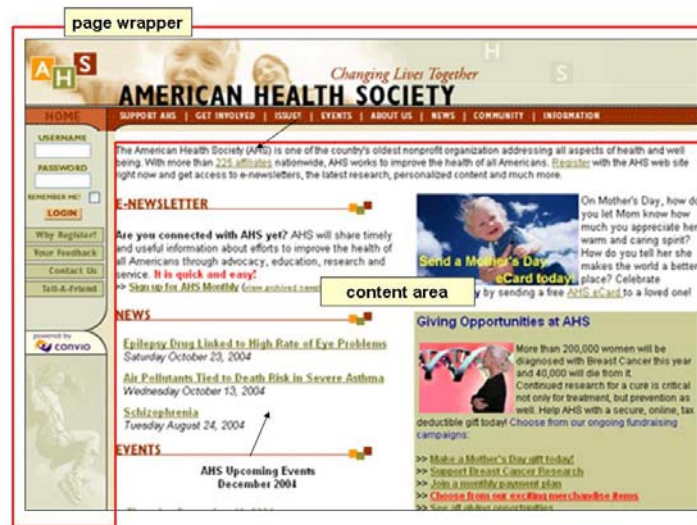 page wrapper
A
H
S
A
H
S
Changing Lives Together
AMERICAN HEALTH SOCIETY
HOME
SUPPORT AHS | GET INVOLVED | ISSUES | EVENTS | ABOUT US | NEWS | COMMUNITY | INFORMATION
USERNAME
PASSWORD
REMEMBER ME?
LOGIN
Why Register?
Your Feedback
Contact Us
Tell-A-Friend
powered by
convio
The American Health Society (AHS) is one of the country's oldest nonprofit organization addressing all aspects of health and well
being. With more than 225 affiliates nationwide, AHS works to improve the health of all Americans. Register with the AHS web site
right now and get access to e-newsletters, the latest research, personalized content and much more.
E-NEWSLETTER
Are you connected with AHS yet? AHS will share timely
and useful information about efforts to improve the health of
all Americans through advocacy, education, research and
service. It is quick and easy!
>> Sign up for AHS Monthly (view archived
content area
NEWS
Epilepsy Drug Linked to High Rate of Eye Problems
Saturday October 23, 2004
Air Pollutants Tied to Death Risk in Severe Asthma
Wednesday October 13, 2004
Schizophrenia
Tuesday August 24, 2004
EVENTS
AHS Upcoming Events
December 2004
Send a Mother's Day
eCard today!
On Mother's Day, how do
you let Mom know how
much you appreciate her
warm and caring spirit?
How do you tell her she
makes the world a better
place? Celebrate
by sending a free AHS eCard to a loved one!
Giving Opportunities at AHS
More than 200,000 women will be
diagnosed with Breast Cancer this year
and 40,000 will die from it.
Continued research for a cure is critical
not only for treatment, but prevention as
well. Help AHS with a secure, online, tax
deductible gift today! Choose from our ongoing fundraising
campaigns:
>> Make a Mother's Day gift today!
>> Support Breast Cancer Research
>> Join a monthly payment plan
>> Choose from our exciting merchandise items
>> See all giving opportunities